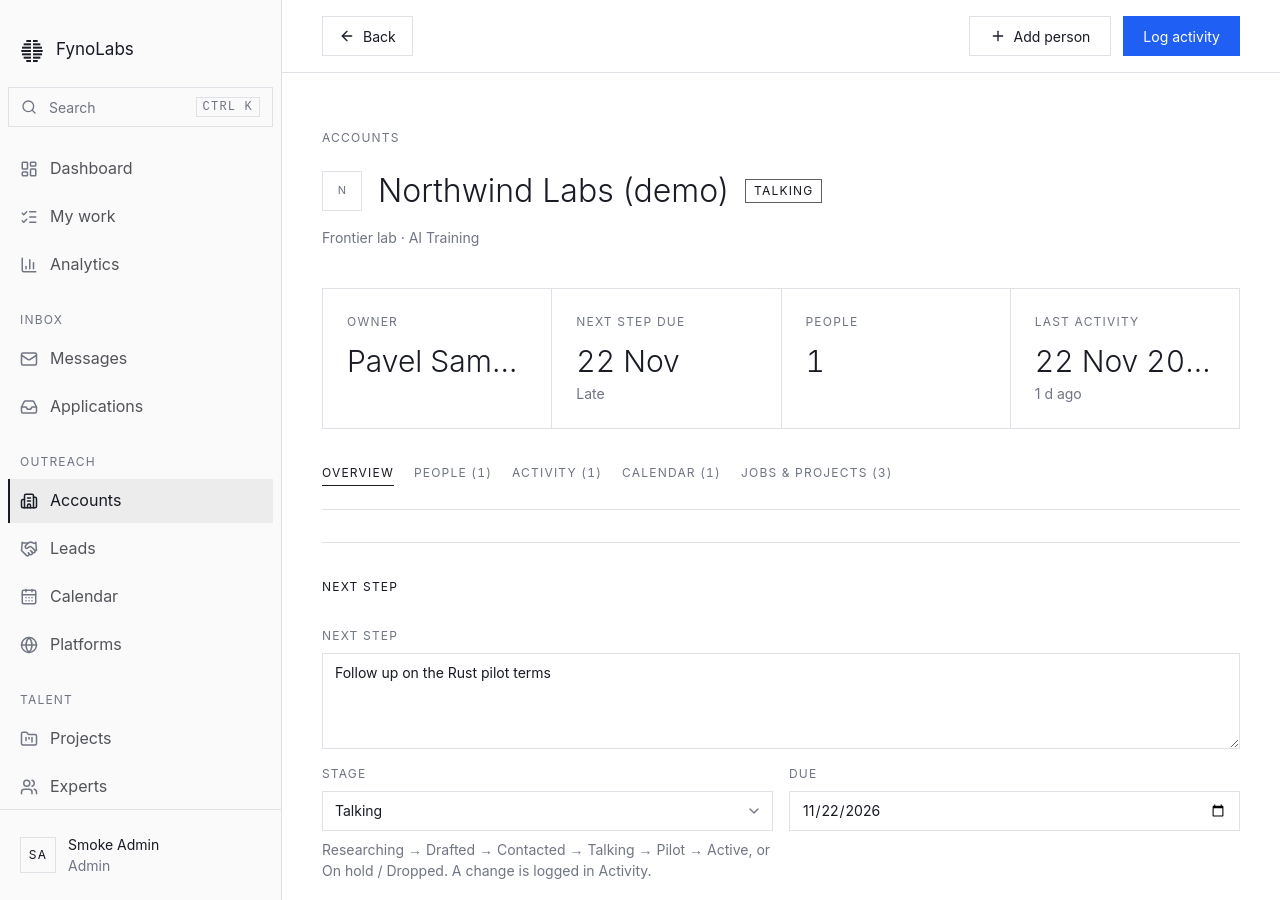 FynoLabs
Search
CTRL K
Dashboard
My work
Analytics
INBOX
Messages
Applications
OUTREACH
Accounts
Leads
Calendar
Platforms
TALENT
Projects
Experts
SA
Smoke Admin
Admin
Back
Add person
Log activity
ACCOUNTS
N
Northwind Labs (demo)
TALKING
Frontier lab · AI Training
OWNER
Pavel Sam...
NEXT STEP DUE
22 Nov
Late
PEOPLE
1
LAST ACTIVITY
22 Nov 20...
1 d ago
OVERVIEW
PEOPLE (1)
ACTIVITY (1)
CALENDAR (1)
JOBS & PROJECTS (3)
NEXT STEP
NEXT STEP
Follow up on the Rust pilot terms
STAGE
Talking
DUE
11/22/2026
Researching → Drafted → Contacted → Talking → Pilot → Active, or
On hold / Dropped. A change is logged in Activity.